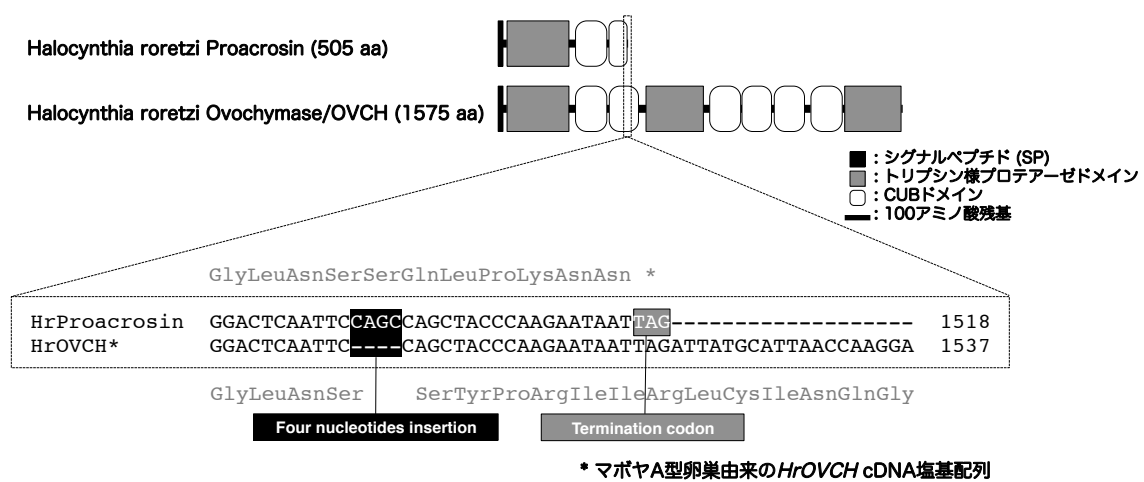 Halocynthia roretzi Proacrosin (505 aa)
Halocynthia roretzi Ovochymase/OVCH (1575 aa)
: シグナルペプチド (SP)
: トリプシン様プロテアーゼドメイン
: CUBドメイン
: 100アミノ酸残基
GlyLeuAsnSerSerGlnLeuProLysAsnAsn *
HrProacrosin GGACTCAATTCCAGCCAGCTACCCAAGAATAATTAG------------------- 1518
HrOVCH* GGACTCAATTC----CAGCTACCCAAGAATAATTAGATTATGCATTAACCAAGGA 1537
GlyLeuAsnSer SerTyrProArgIleIleArgLeuCysIleAsnGlnGly
Four nucleotides insertion
Termination codon
* マボヤA型卵巣由来のHrOVCH cDNA塩基配列